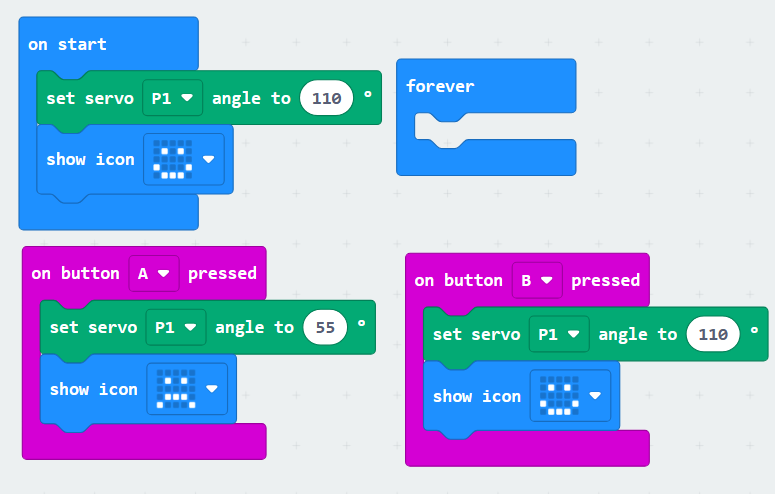 on start
set servo P1 angle to 110 °
show icon
forever
on button A pressed
set servo P1 angle to 55 °
show icon
on button B pressed
set servo P1 angle to 110 °
show icon